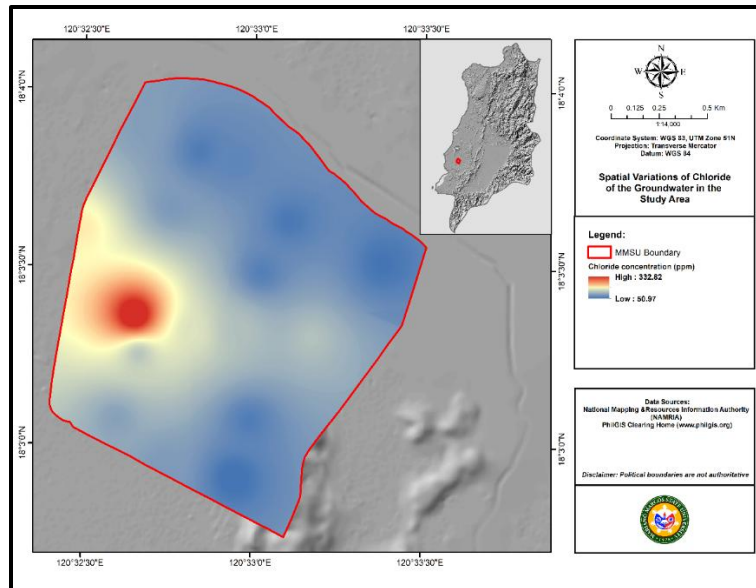 120°32'30"E
120°33'0"E
120°33'30"E
18°4'0"N
18°3'30"N
18°3'0"N
18°4'0"N
18°3'30"N
18°3'0"N
120°32'30"E
120°33'0"E
120°33'30"E
N
W
E
S
0 0.125 0.25 0.5 Km
1:14,000
Coordinate System: WGS 83, UTM Zone 51N
Projection: Transverse Mercator
Datum: WGS 84
Spatial Variations of Chloride
of the Groundwater in the
Study Area
Legend:
MMSU Boundary
Chloride concentration (ppm)
High : 332.62
Low : 50.97
Data Sources:
National Mapping &Resources Information Authority
(NAMRIA)
PhilGIS Clearing Home (www.philgis.org)
Disclaimer: Political boundaries are not authoritative